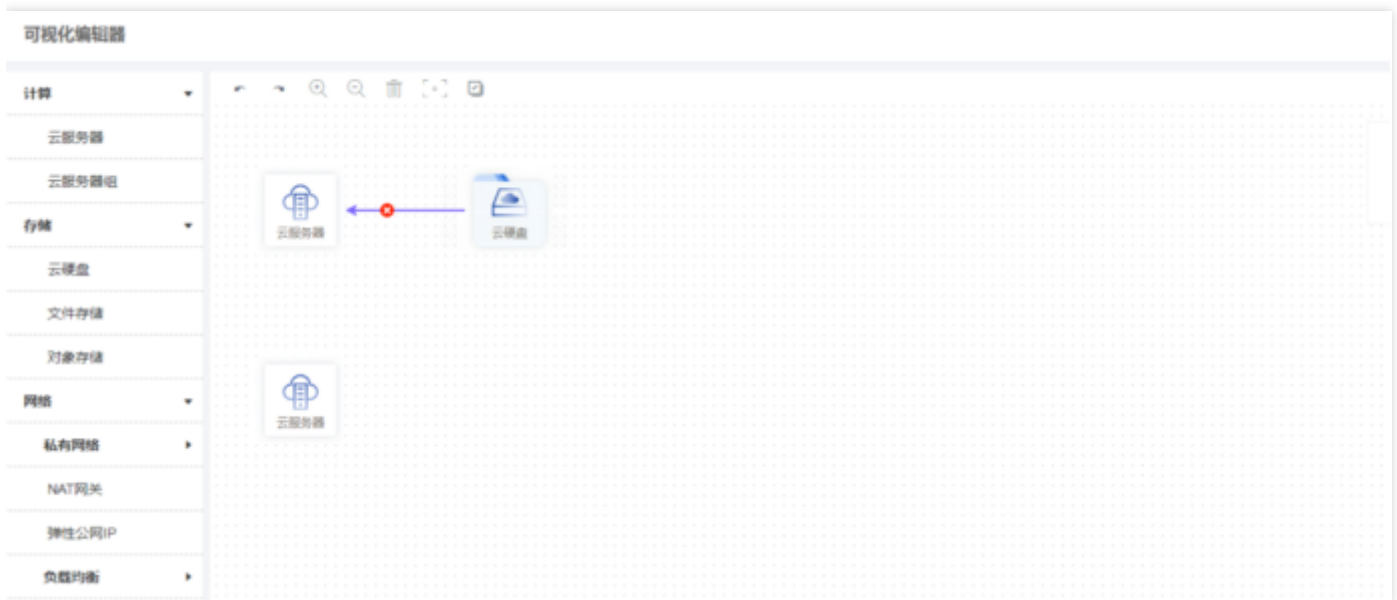 可视化编辑器
计算
云服务器
云服务器组
存储
云硬盘
文件存储
对象存储
网络
私有网络
NAT网关
弹性公网IP
负载均衡
云服务器
云硬盘
云服务器